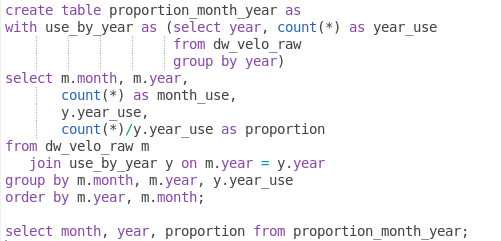 create table proportion_month_year as
with use_by_year as (select year, count(*) as year_use
from dw_velo_raw
group by year)
select m.month, m.year,
count(*) as month_use,
y.year_use,
count(*)/y.year_use as proportion
from dw_velo_raw m
join use_by_year y on m.year = y.year
group by m.month, m.year, y.year_use
order by m.year, m.month;
select month, year, proportion from proportion_month_year;